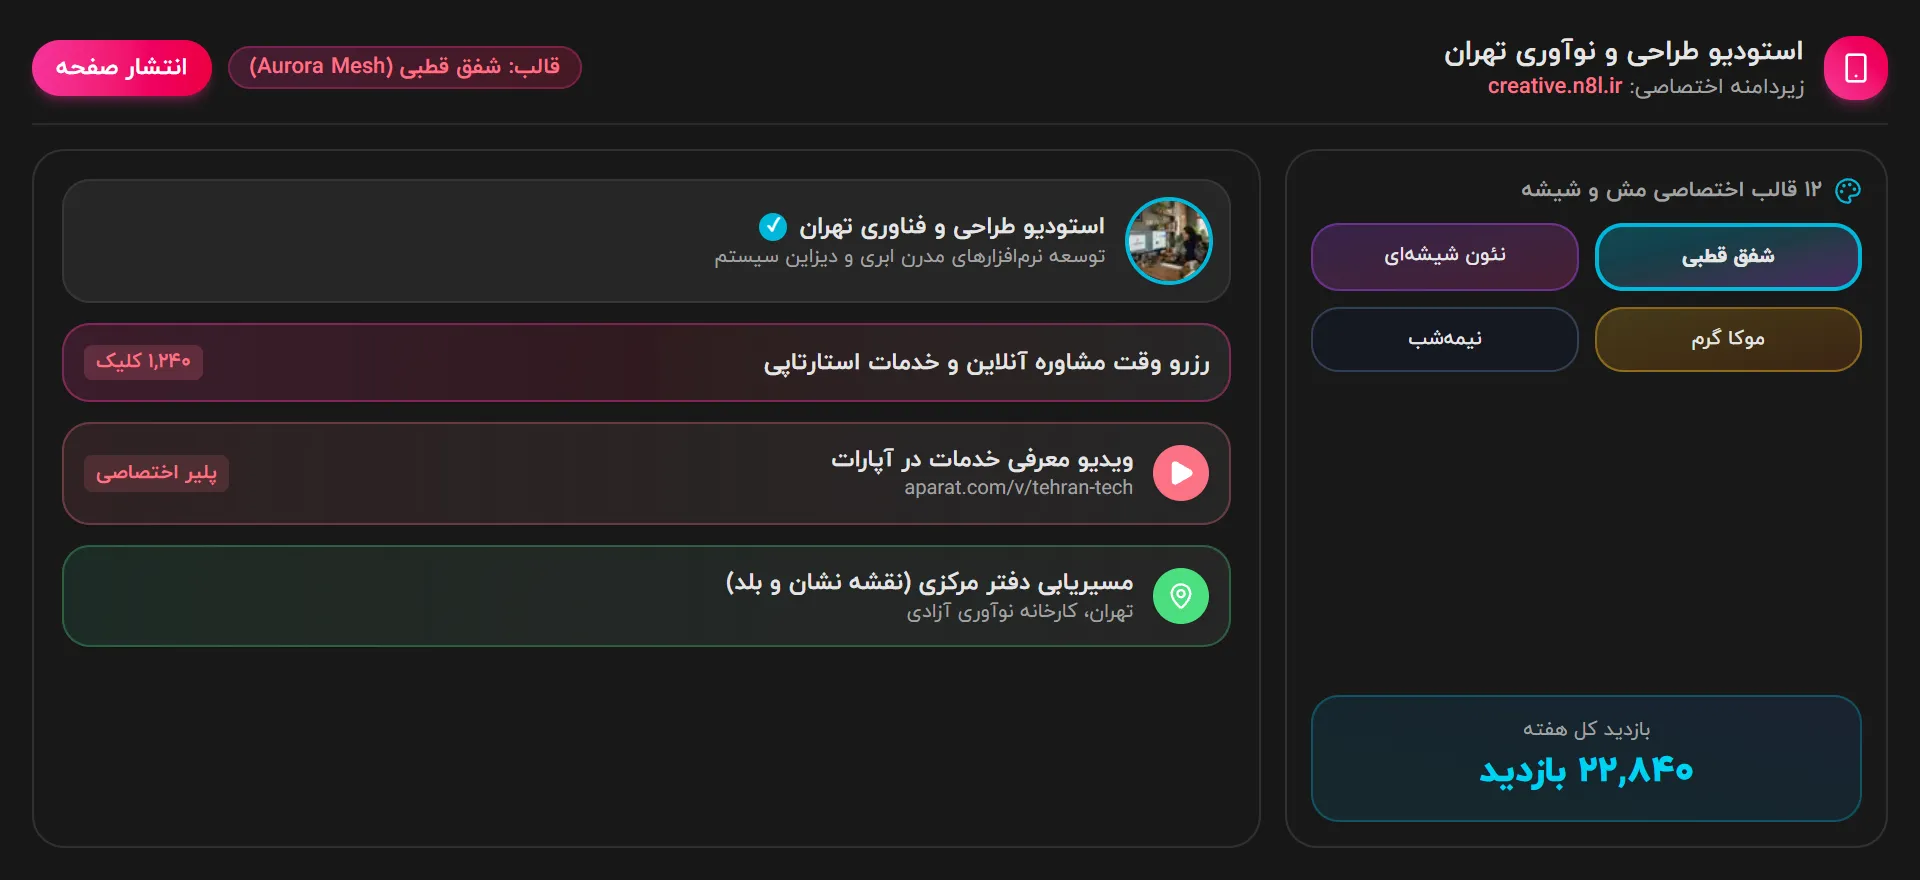 استودیو طراحی و نوآوری تهران
زیردامنه اختصاصی: creative.n8l.ir
قالب: شفق قطبی (Aurora Mesh)
انتشار صفحه
۱۲ قالب اختصاصی مش و شیشه
شفق قطبی
نئون شیشه‌ای
موکا گرم
نیمه‌شب
بازدید کل هفته
۲۲,۸۴۰ بازدید
استودیو طراحی و فناوری تهران
توسعه نرم‌افزارهای مدرن ابری و دیزاین سیستم
رزرو وقت مشاوره آنلاین و خدمات استارتاپی
۱,۲۴۰ کلیک
ویدیو معرفی خدمات در آپارات
aparat.com/v/tehran-tech
پلیر اختصاصی
مسیریابی دفتر مرکزی (نقشه نشان و بلد)
تهران، کارخانه نوآوری آزادی